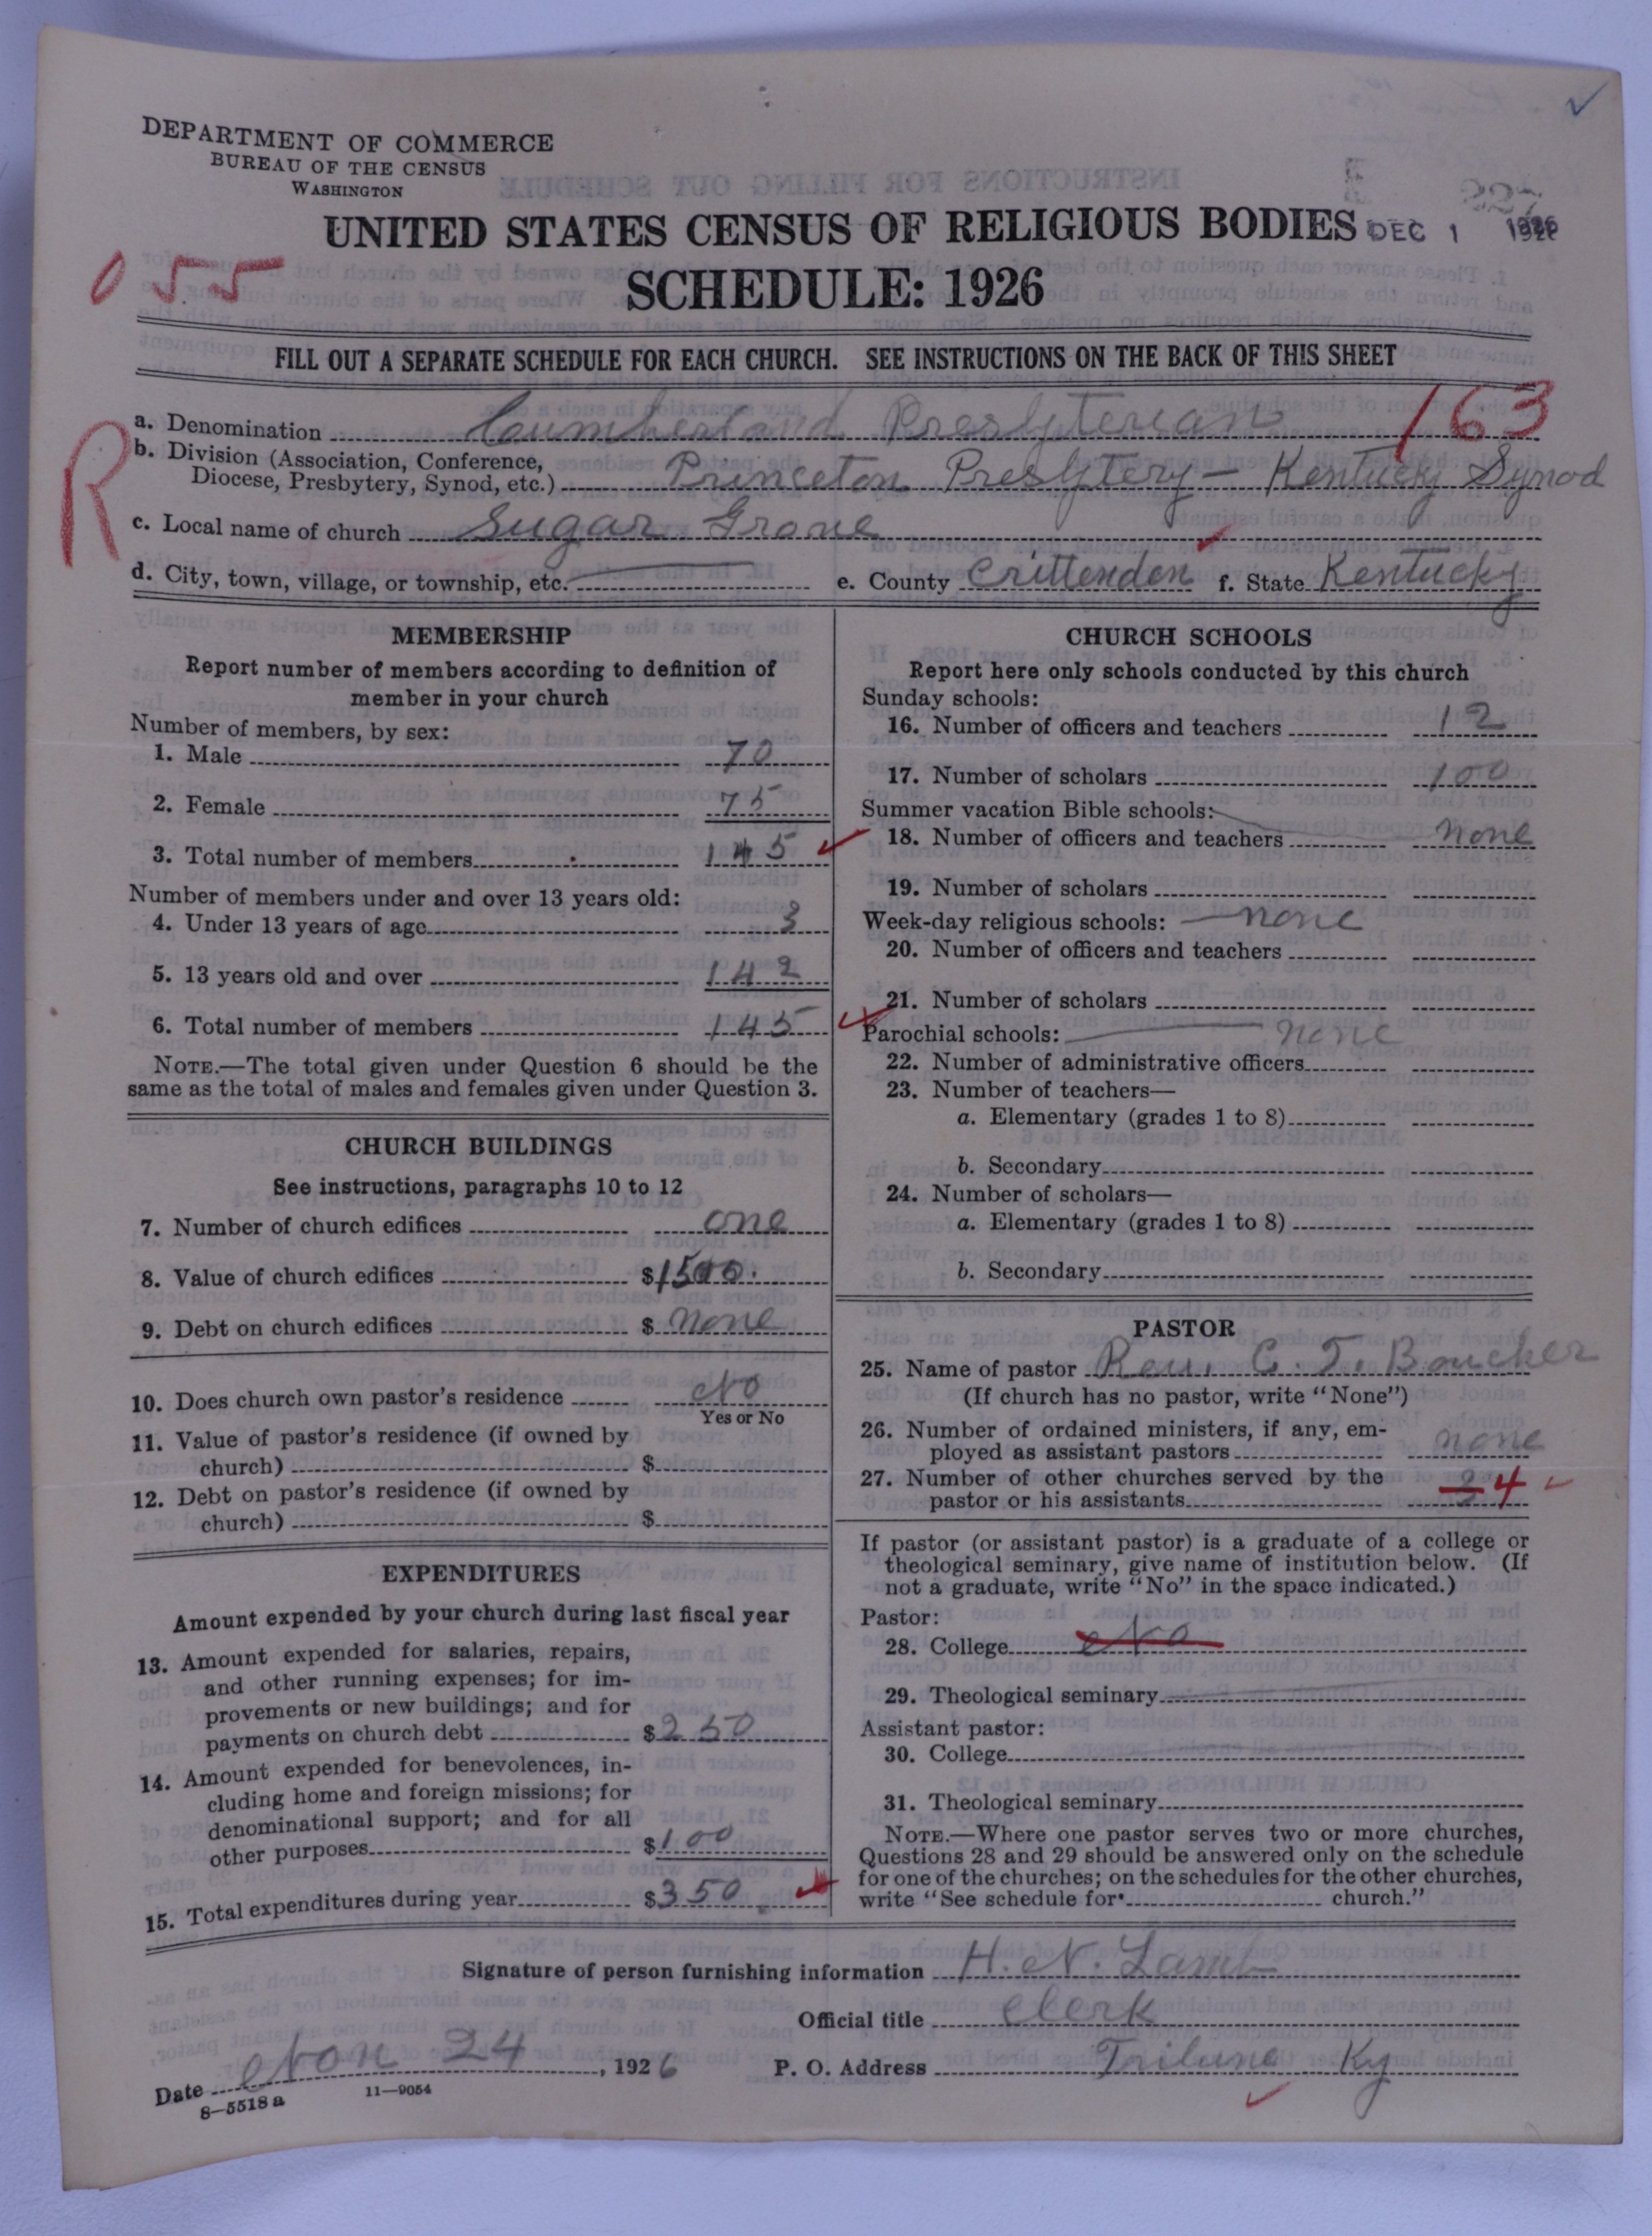 DEPARTMENT OF COMMERCE
BUREAU OF THE CENSUS
WASHINGTON
UNITED STATES CENSUS OF RELIGIOUS BODIES
DEC 1 1926
SCHEDULE: 1926
055
FILL OUT A SEPARATE SCHEDULE FOR EACH CHURCH. SEE INSTRUCTIONS ON THE BACK OF THIS SHEET
163
R
a. Denomination Cumberland Presbyterian
b. Division (Association, Conference,
Diocese, Presbytery, Synod, etc.) Princeton Presbytery - Kentucky Synod
c. Local name of church Sugar Grove
d. City, town, village, or township, etc. e. County Crittenden f. State Kentucky
MEMBERSHIP
Report number of members according to definition of
member in your church
Number of members, by sex:
1. Male 70
2. Female 75
3. Total number of members 145
Number of members under and over 13 years old:
4. Under 13 years of age 3
5. 13 years old and over 142
6. Total number of members 145
NOTE.—The total given under Question 6 should be the
same as the total of males and females given under Question 3.
CHURCH BUILDINGS
See instructions, paragraphs 10 to 12
7. Number of church edifices one
8. Value of church edifices $1500.
9. Debt on church edifices $ none
10. Does church own pastor's residence No
Yes or No
11. Value of pastor's residence (if owned by
church) $
12. Debt on pastor's residence (if owned by
church) $
EXPENDITURES
Amount expended by your church during last fiscal year
13. Amount expended for salaries, repairs,
and other running expenses; for im-
provements or new buildings; and for
payments on church debt $250
14. Amount expended for benevolences, in-
cluding home and foreign missions; for
denominational support; and for all
other purposes $100
15. Total expenditures during year $350
CHURCH SCHOOLS
Report here only schools conducted by this church
Sunday schools:
16. Number of officers and teachers 12
17. Number of scholars 100
Summer vacation Bible schools:
18. Number of officers and teachers none
19. Number of scholars
Week-day religious schools: none
20. Number of officers and teachers
21. Number of scholars
Parochial schools: none
22. Number of administrative officers
23. Number of teachers—
a. Elementary (grades 1 to 8)
b. Secondary
24. Number of scholars—
a. Elementary (grades 1 to 8)
b. Secondary
PASTOR
25. Name of pastor Rev. C. T. Boucher
(If church has no pastor, write "None")
26. Number of ordained ministers, if any, em-
ployed as assistant pastors none
27. Number of other churches served by the
pastor or his assistants 3 4
If pastor (or assistant pastor) is a graduate of a college or
theological seminary, give name of institution below. (If
not a graduate, write "No" in the space indicated.)
Pastor:
28. College No
29. Theological seminary
Assistant pastor:
30. College
31. Theological seminary
NOTE.—Where one pastor serves two or more churches,
Questions 28 and 29 should be answered only on the schedule
for one of the churches; on the schedules for the other churches,
write "See schedule for church."
Signature of person furnishing information H. N. Lamb
Official title Clerk
Date Nov 24, 1926 P. O. Address Tribune Ky
8—5518 a 11—9054